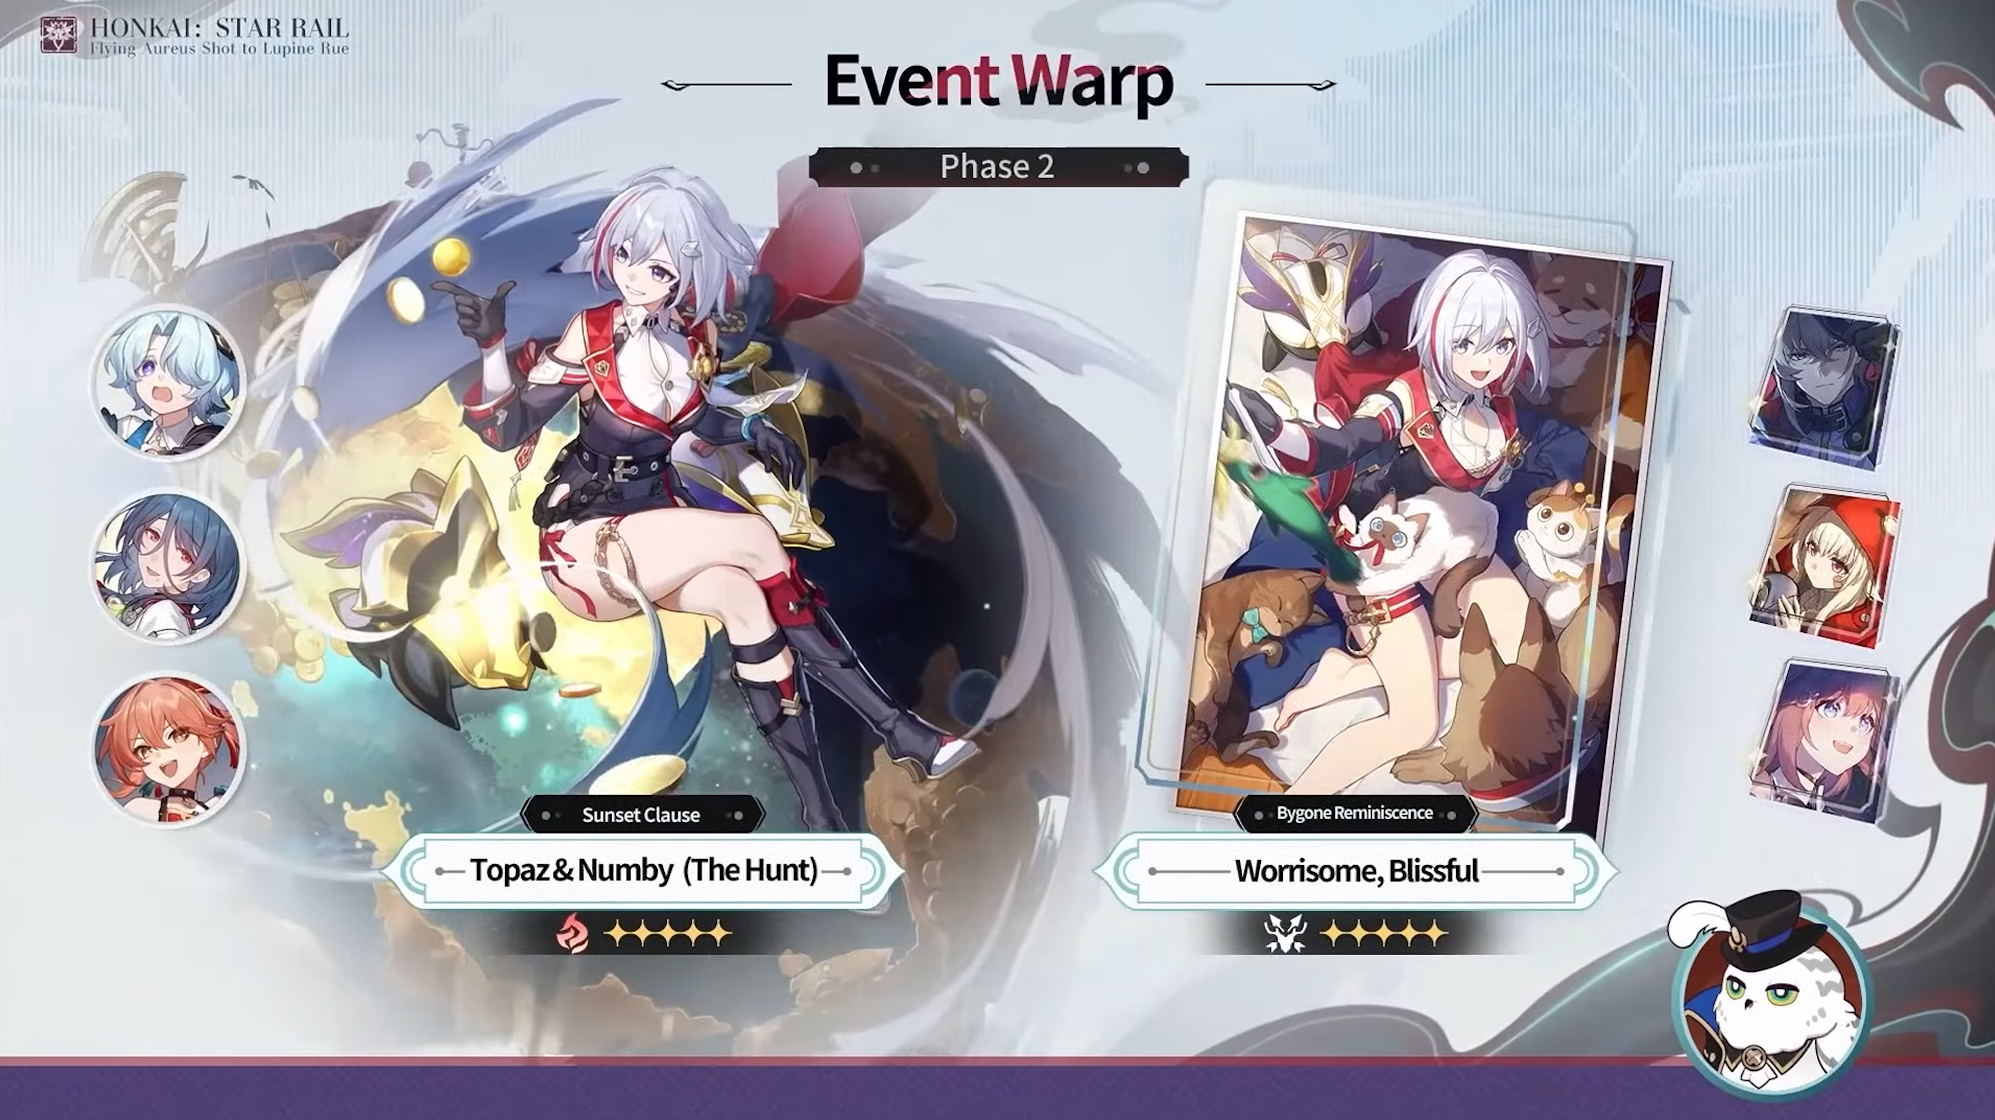 HONKAI: STAR RAIL
Flying Aureus Shot to Lupine Rue
Event Warp
Phase 2
Sunset Clause
Topaz & Numby (The Hunt)
Bygone Reminiscence
Worrisome, Blissful